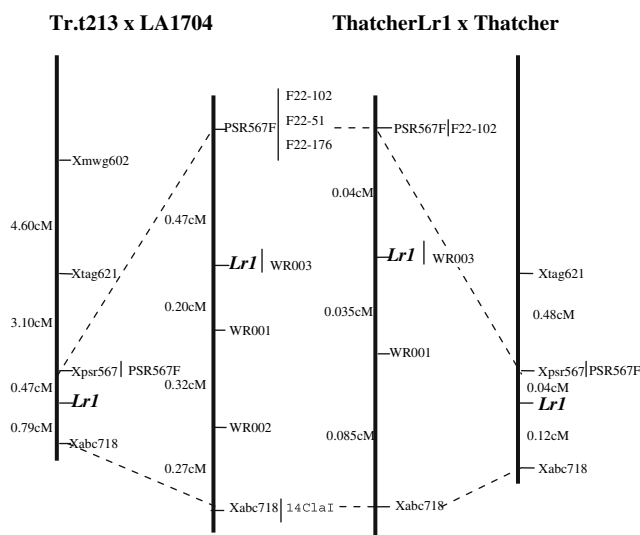 Tr.t213 x LA1704
ThatcherLr1 x Thatcher
Xmwg602
4.60cM
Xtag621
3.10cM
Xpsr567 PSR567F
0.47cM
Lr1
0.79cM
Xabc718
F22-102
PSR567F F22-51
F22-176
0.47cM
Lr1 WR003
0.20cM
WR001
0.32cM
WR002
0.27cM
Xabc718 14ClaI
PSR567F F22-102
0.04cM
Lr1 WR003
0.035cM
WR001
0.085cM
Xabc718
Xtag621
0.48cM
Xpsr567 PSR567F
0.04cM
Lr1
0.12cM
Xabc718